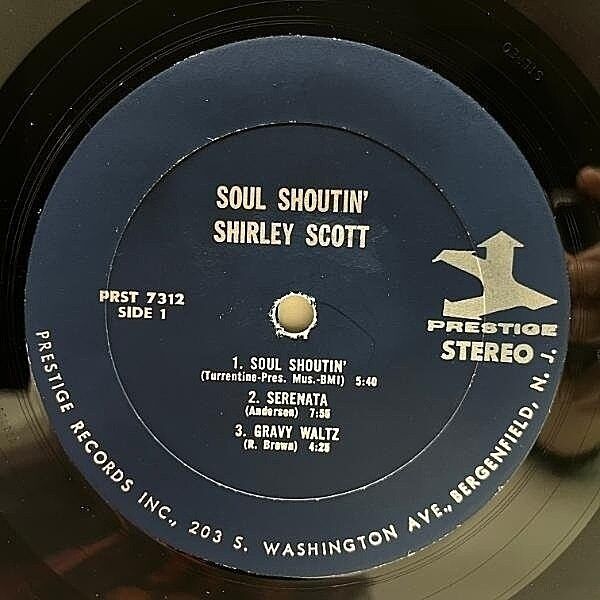 SOUL SHOUTIN'
SHIRLEY SCOTT
PRST 7312
SIDE 1
PRESTIGE
STEREO
1. SOUL SHOUTIN'
(Turrentine-Pres. Mus.-BMI) 5:40
2. SERENATA
(Anderson) 7:55
3. GRAVY WALTZ
(R. Brown) 4:25
PRESTIGE RECORDS INC., 203 S. WASHINGTON AVE., BERGENFIELD, N. J.